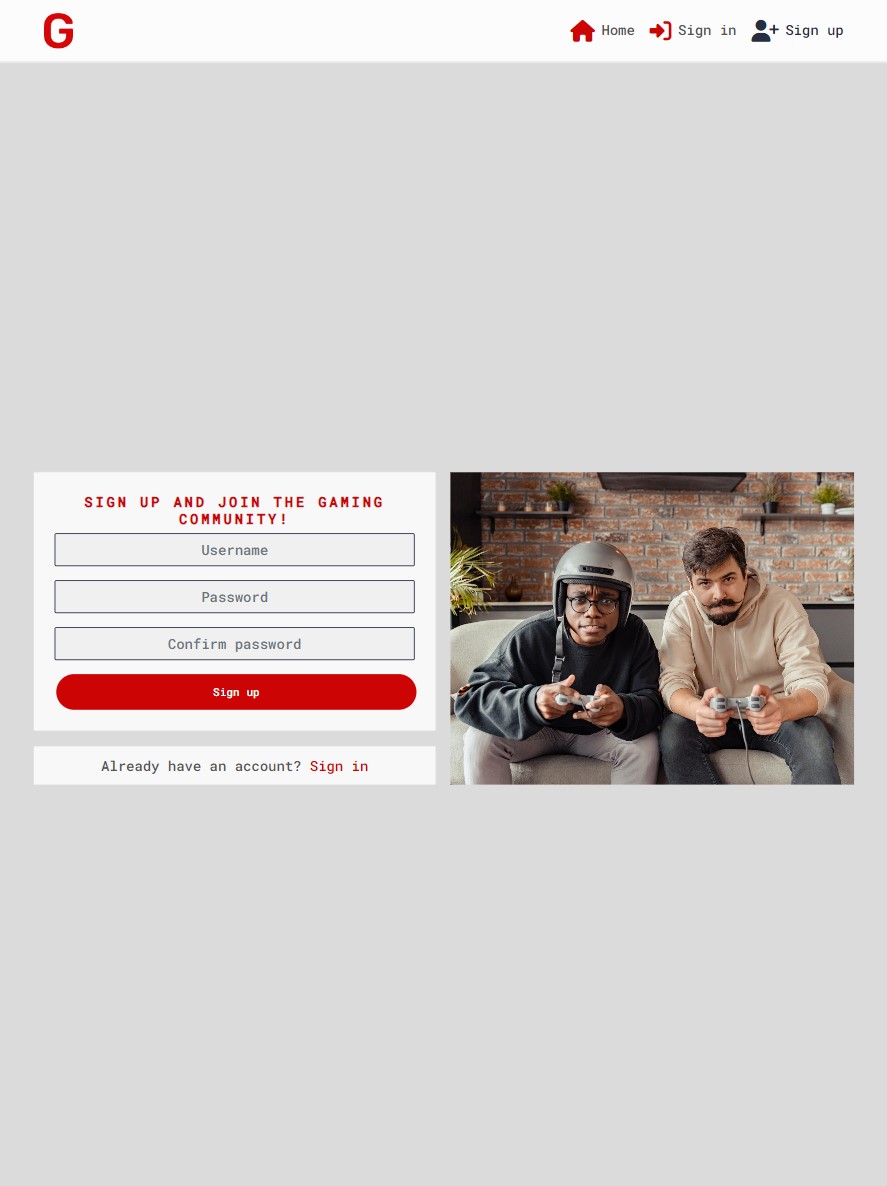 G
Home
Sign in
Sign up
SIGN UP AND JOIN THE GAMING
COMMUNITY!
Username
Password
Confirm password
Sign up
Already have an account? Sign in